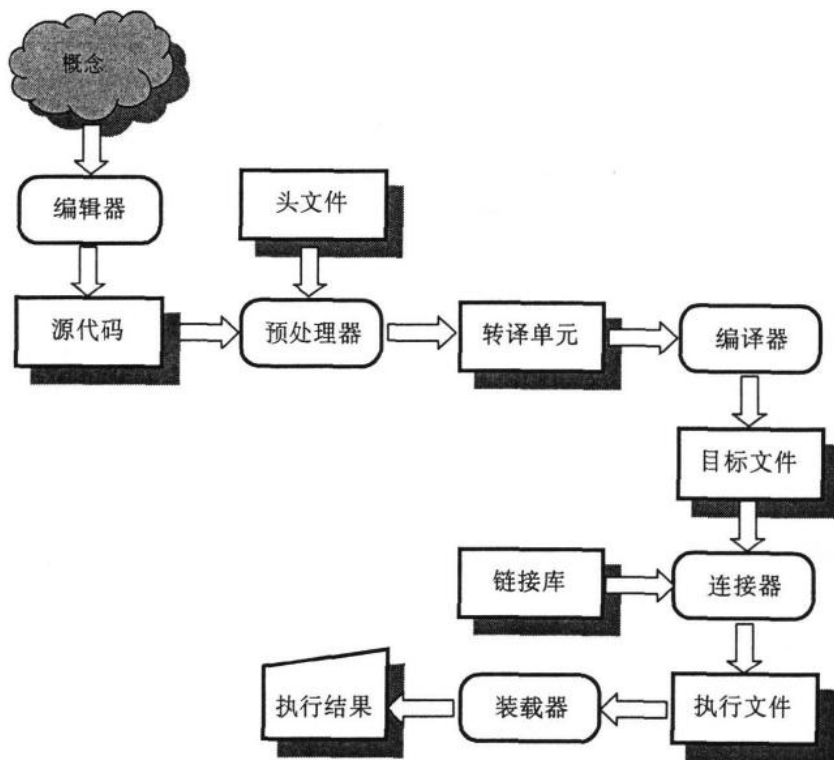 概念
编辑器
头文件
源代码
预处理器
转译单元
编译器
目标文件
链接库
连接器
执行结果
装载器
执行文件